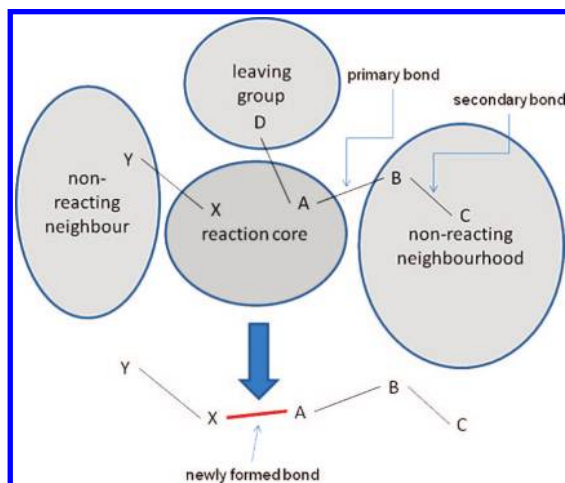 leaving
group
D
primary bond
secondary bond
Y
non-
reacting
neighbour
X
A
reaction core
B
C
non-reacting
neighbourhood
Y
X
A
B
C
newly formed bond